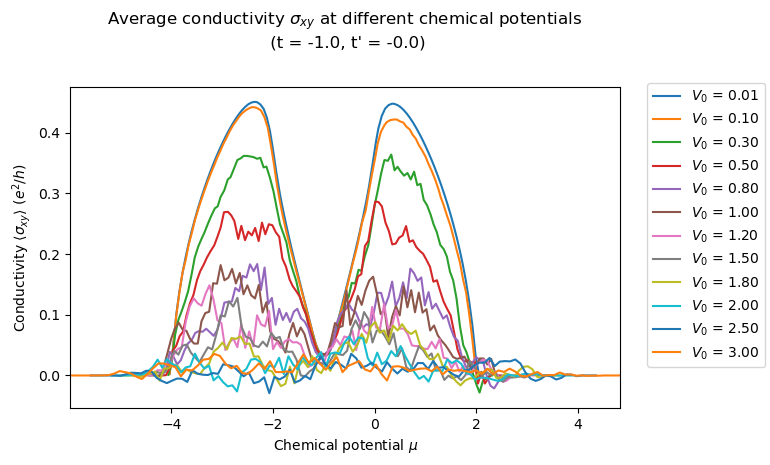 Average conductivity σxy at different chemical potentials
(t = -1.0, t' = -0.0)
Conductivity ⟨σxy⟩ (e²/h)
0.4
0.3
0.2
0.1
0.0
−4
−2
0
2
4
Chemical potential μ
V₀ = 0.01
V₀ = 0.10
V₀ = 0.30
V₀ = 0.50
V₀ = 0.80
V₀ = 1.00
V₀ = 1.20
V₀ = 1.50
V₀ = 1.80
V₀ = 2.00
V₀ = 2.50
V₀ = 3.00